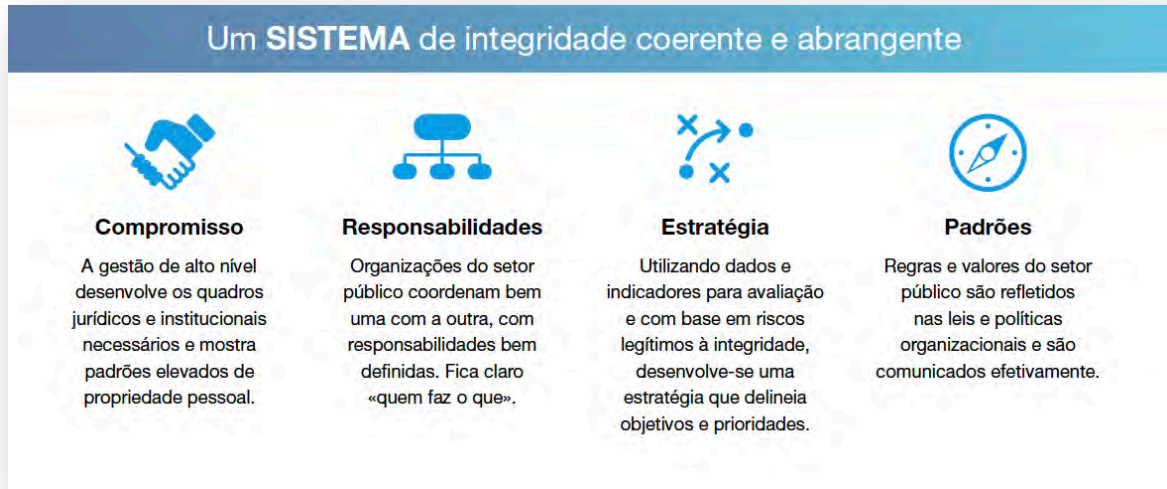 Um SISTEMA de integridade coerente e abrangente
Compromisso
A gestão de alto nível
desenvolve os quadros
jurídicos e institucionais
necessários e mostra
padrões elevados de
propriedade pessoal.
Responsabilidades
Organizações do setor
público coordenam bem
uma com a outra, com
responsabilidades bem
definidas. Fica claro
«quem faz o que».
Estratégia
Utilizando dados e
indicadores para avaliação
e com base em riscos
legítimos à integridade,
desenvolve-se uma
estratégia que delineia
objetivos e prioridades.
Padrões
Regras e valores do setor
público são refletidos
nas leis e políticas
organizacionais e são
comunicados efetivamente.